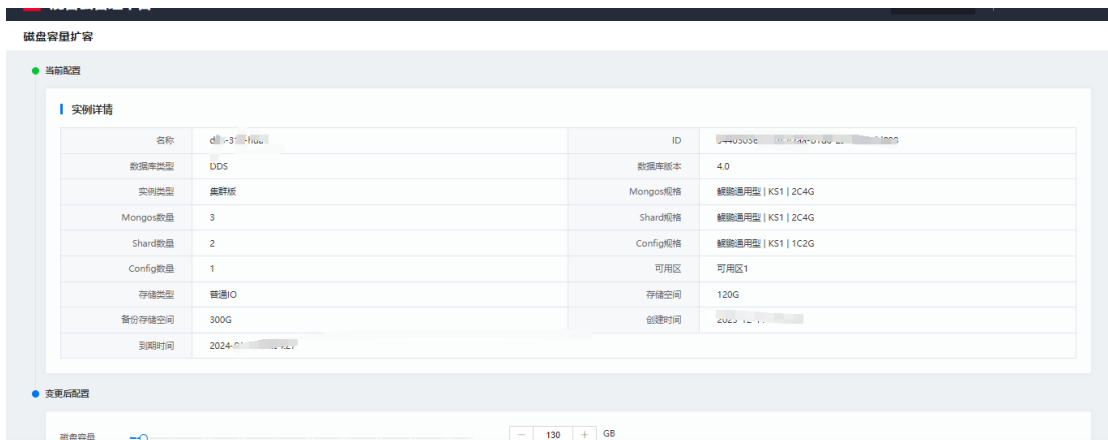 磁盘容量扩容
当前配置
实例详情
名称 ID
数据库类型 DDS 数据库版本 4.0
实例类型 集群版 Mongos规格 鲲鹏通用型 | KS1 | 2C4G
Mongos数量 3 Shard规格 鲲鹏通用型 | KS1 | 2C4G
Shard数量 2 Config规格 鲲鹏通用型 | KS1 | 1C2G
Config数量 1 可用区 可用区1
存储类型 普通IO 存储空间 120G
备份存储空间 300G 创建时间
到期时间 2024-
变更后配置
磁盘容量 130 GB